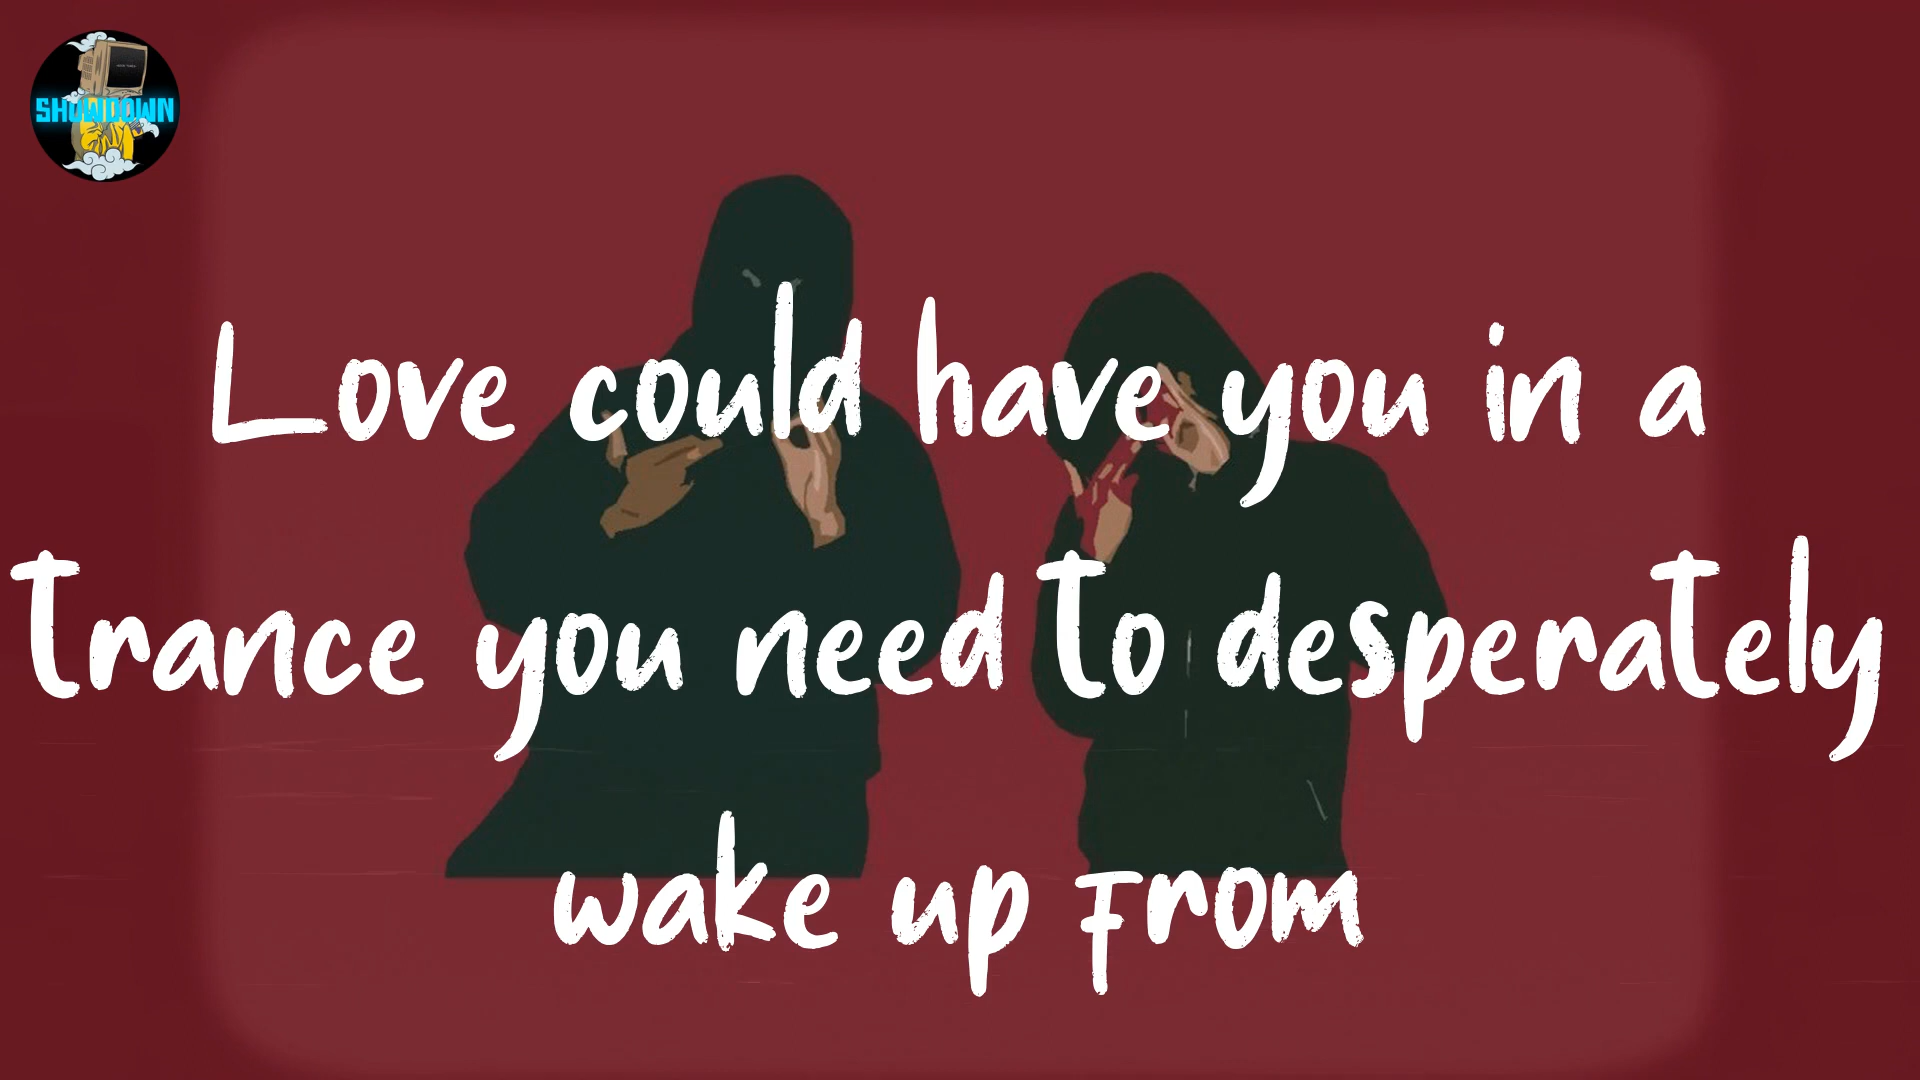 SHOWDOWN
Love could have you in a
trance you need to desperately
wake up from